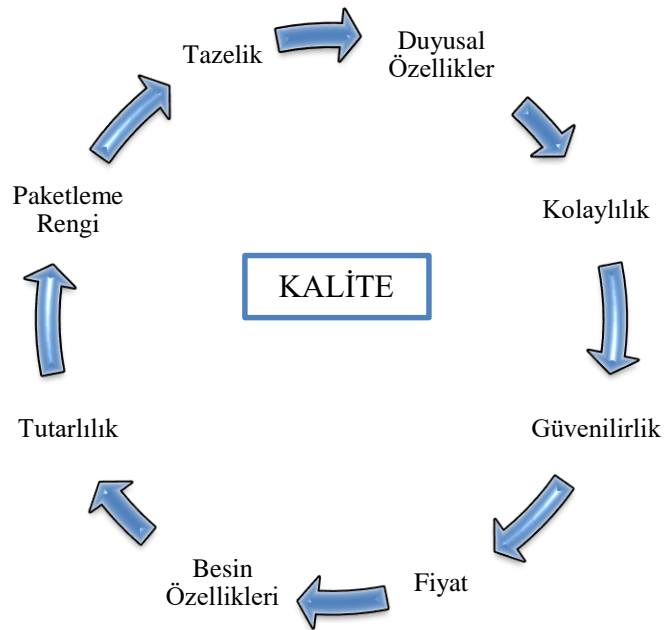 Tazelik
Duyusal
Özellikler
Kolaylılık
Güvenilirlik
Fiyat
Besin
Özellikleri
Tutarlılık
Paketleme
Rengi
KALİTE